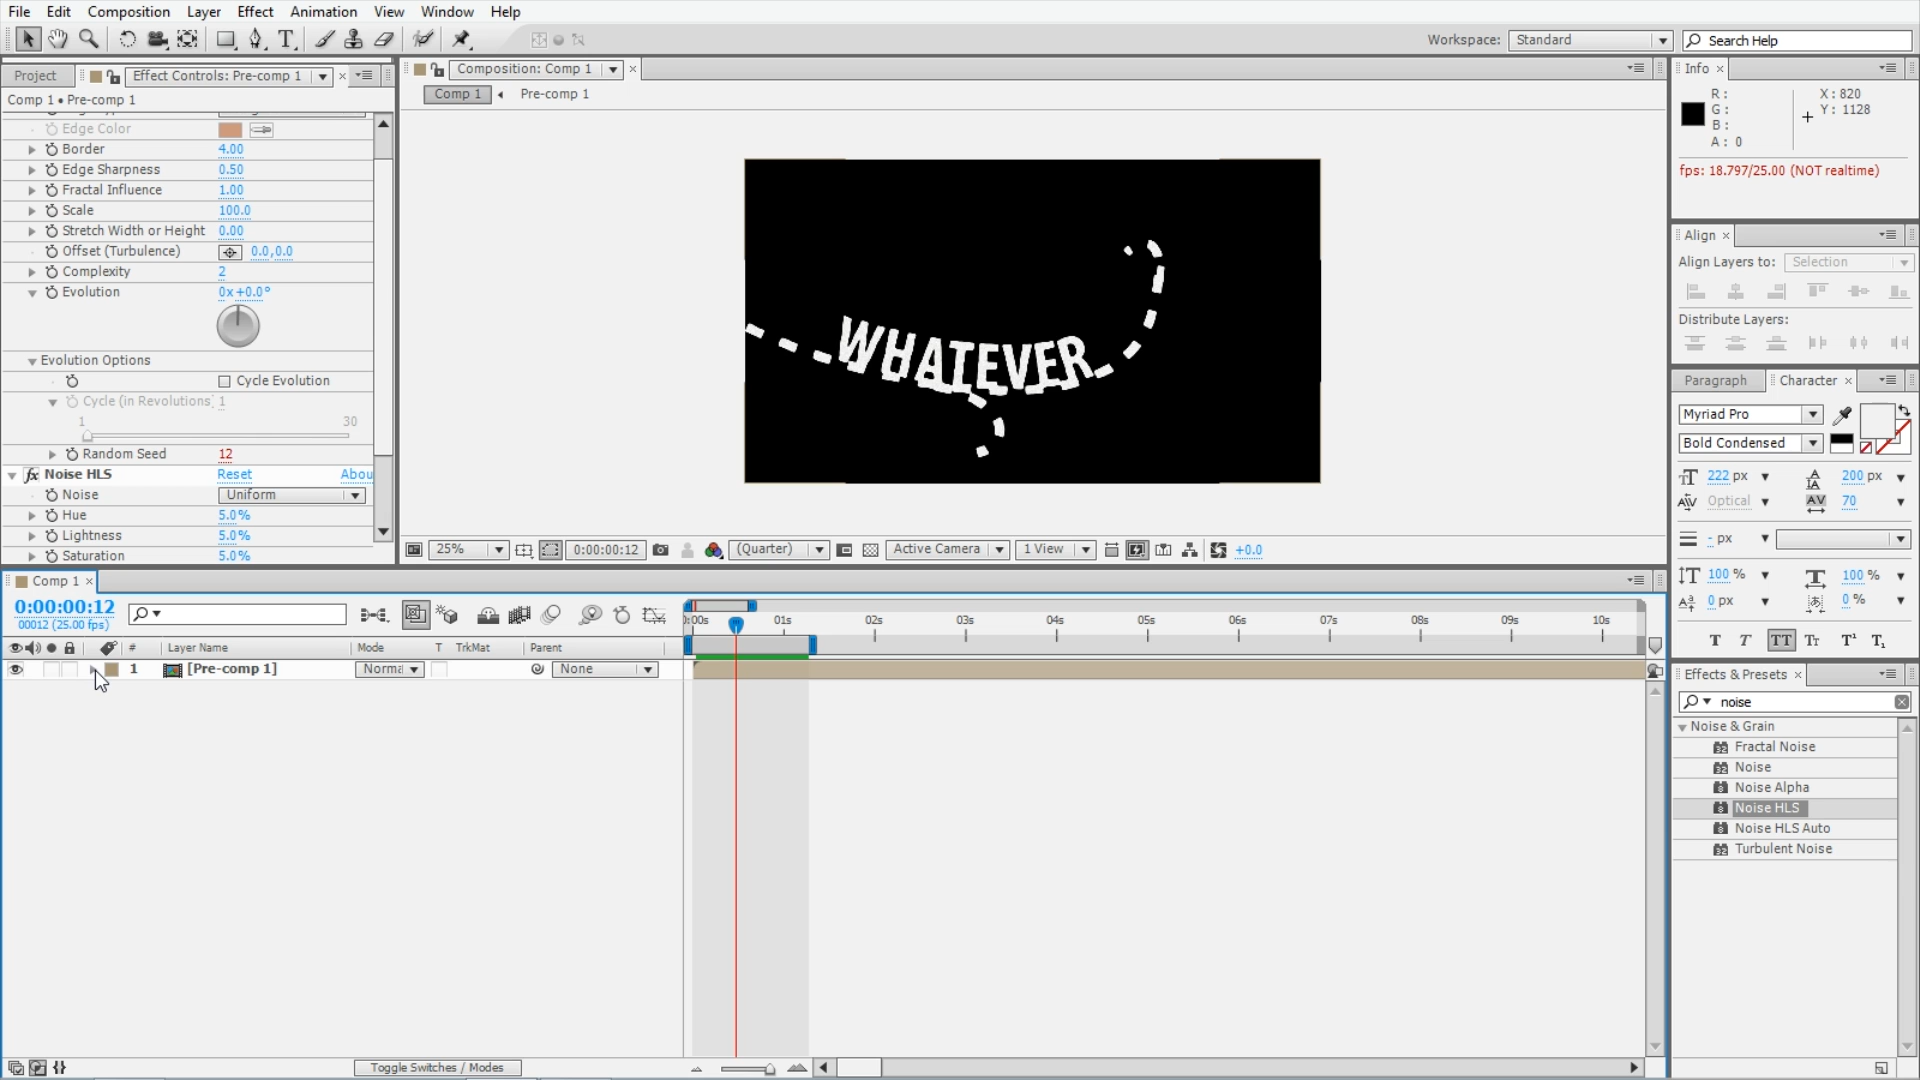 File Edit Composition Layer Effect Animation View Window Help
Workspace: Standard Search Help
Project Effect Controls: Pre-comp 1
Comp 1 • Pre-comp 1
Edge Color
Border 4.00
Edge Sharpness 0.50
Fractal Influence 1.00
Scale 100.0
Stretch Width or Height 0.00
Offset (Turbulence) 0.0,0.0
Complexity 2
Evolution 0x+0.0°
Evolution Options
Cycle Evolution
Cycle (in Revolutions) 1
1 30
Random Seed 12
fx Noise HLS Reset Abou
Noise Uniform
Hue 5.0%
Lightness 5.0%
Saturation 5.0%
Composition: Comp 1
Comp 1 Pre-comp 1
WHATEVER
25% 0:00:00:12 (Quarter) Active Camera 1 View +0.0
Info
R: X: 820
G: Y: 1128
B:
A: 0
fps: 18.797/25.00 (NOT realtime)
Align
Align Layers to: Selection
Distribute Layers:
Paragraph Character
Myriad Pro
Bold Condensed
222 px 200 px
Optical 70
- px
100 % 100 %
0 px 0 %
T T TT Tr T¹ T₁
Effects & Presets
noise
Noise & Grain
Fractal Noise
Noise
Noise Alpha
Noise HLS
Noise HLS Auto
Turbulent Noise
Comp 1
0:00:00:12
00012 (25.00 fps)
):00s 01s 02s 03s 04s 05s 06s 07s 08s 09s 10s
# Layer Name Mode T TrkMat Parent
1 [Pre-comp 1] Norma None
Toggle Switches / Modes